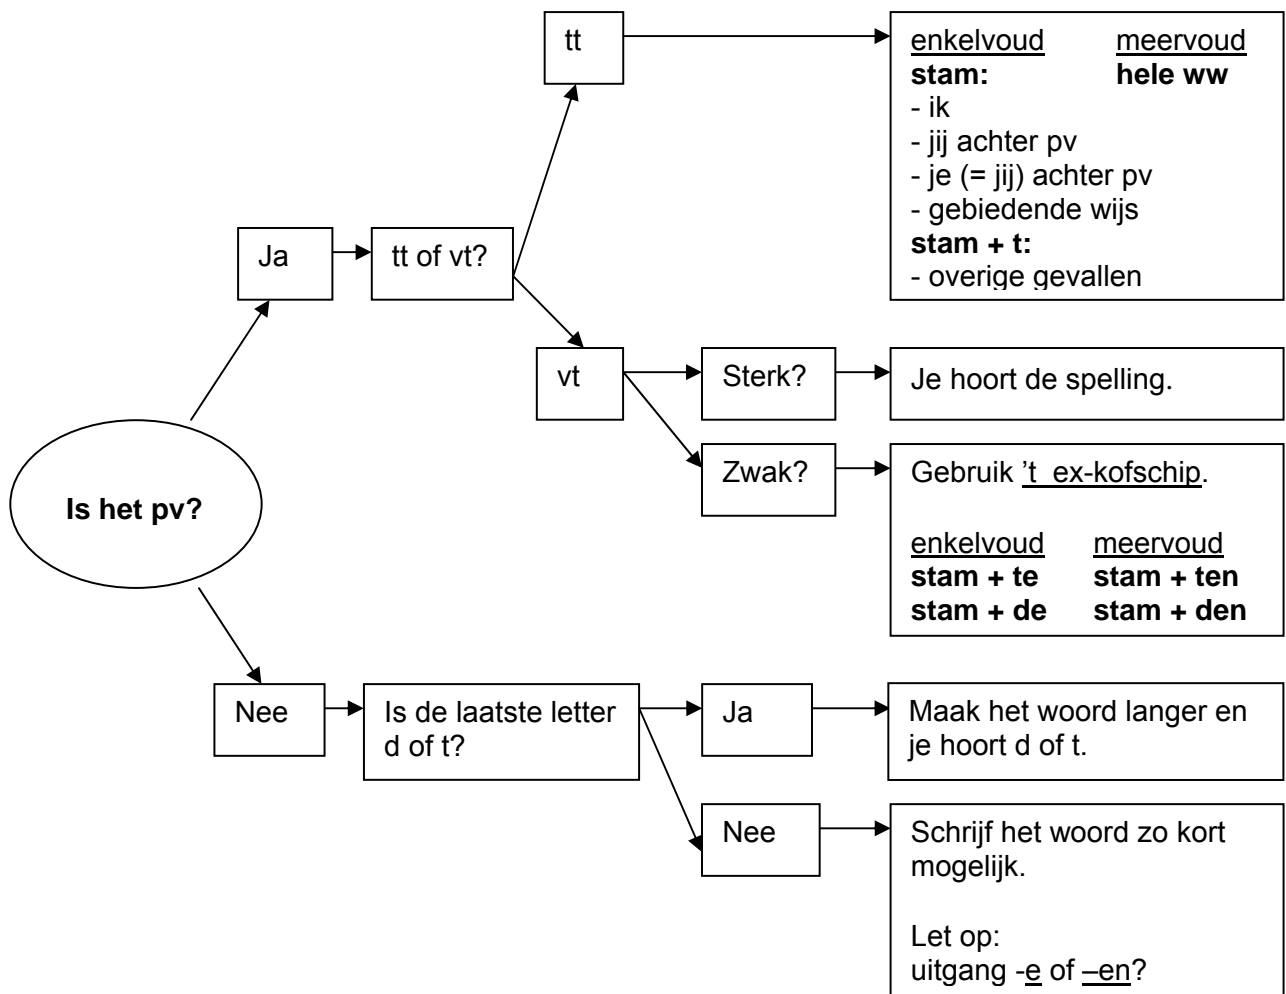 tt
enkelvoud meervoud
stam: hele ww
- ik
- jij achter pv
- je (= jij) achter pv
- gebiedende wijs
stam + t:
- overige gevallen
Ja
tt of vt?
vt
Sterk?
Je hoort de spelling.
Zwak?
Gebruik 't ex-kofschip.
enkelvoud meervoud
stam + te stam + ten
stam + de stam + den
Is het pv?
Nee
Is de laatste letter
d of t?
Ja
Maak het woord langer en
je hoort d of t.
Nee
Schrijf het woord zo kort
mogelijk.
Let op:
uitgang -e of –en?